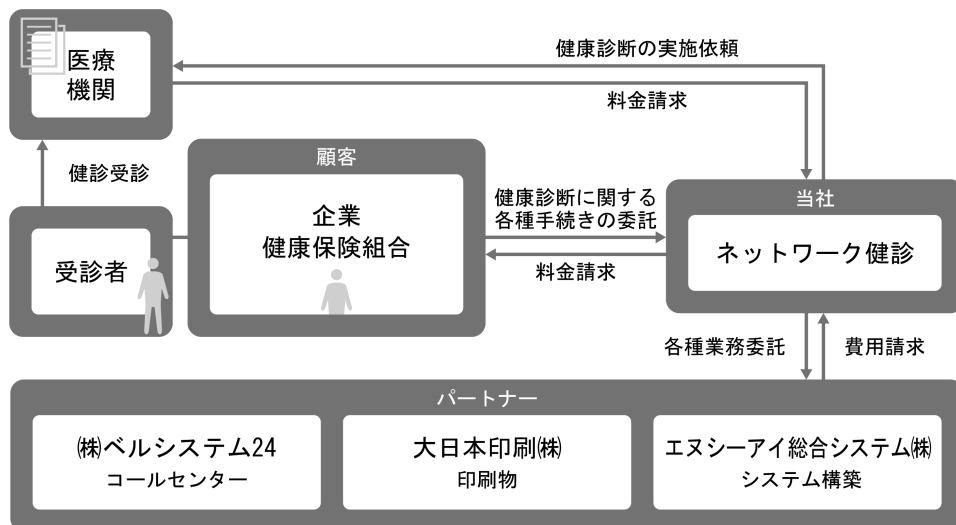 医療
機関
健康診断の実施依頼
料金請求
健診受診
顧客
企業
健康保険組合
受診者
健康診断に関する
各種手続きの委託
料金請求
当社
ネットワーク健診
各種業務委託
費用請求
パートナー
㈱ベルシステム24
コールセンター
大日本印刷㈱
印刷物
エヌシーアイ総合システム㈱
システム構築